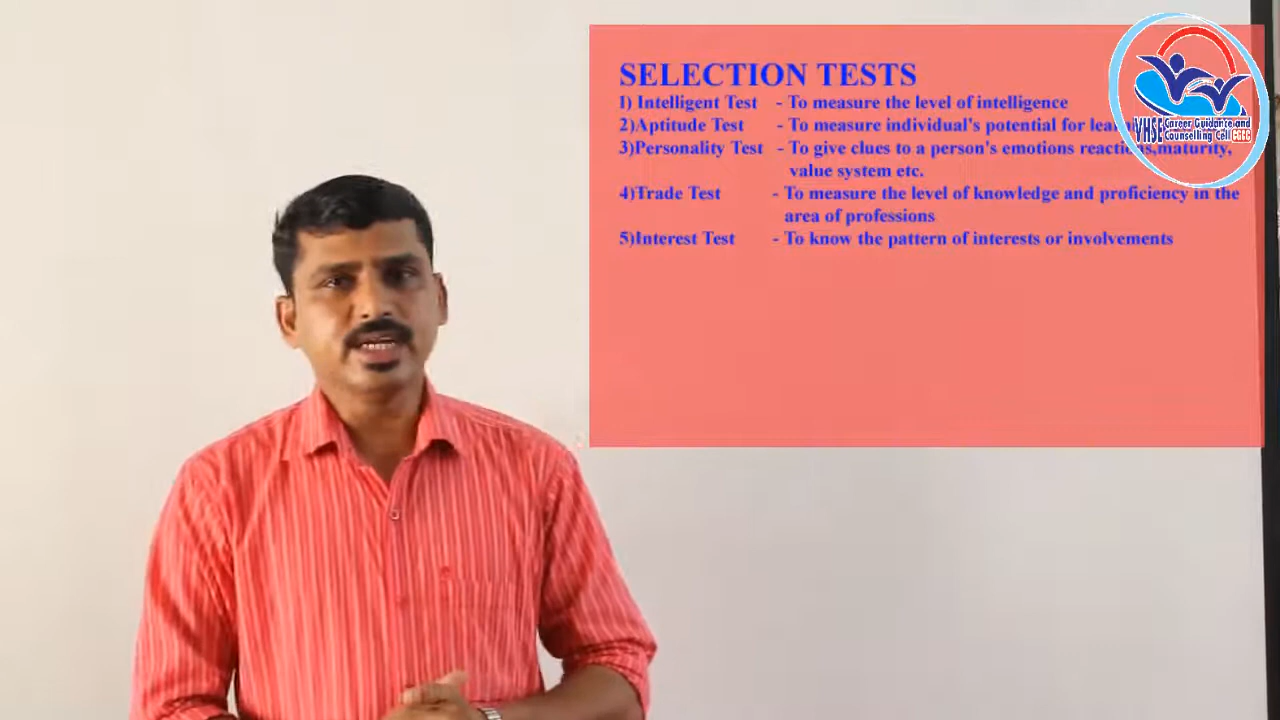 SELECTION TESTS
1) Intelligent Test - To measure the level of intelligence
2)Aptitude Test - To measure individual's potential for
3)Personality Test - To give clues to a person's emotions reactions,maturity,
value system etc.
4)Trade Test - To measure the level of knowledge and proficiency in the
area of professions
5)Interest Test - To know the pattern of interests or involvements
VHSE Career Guidance and
Counselling Cell CGCC